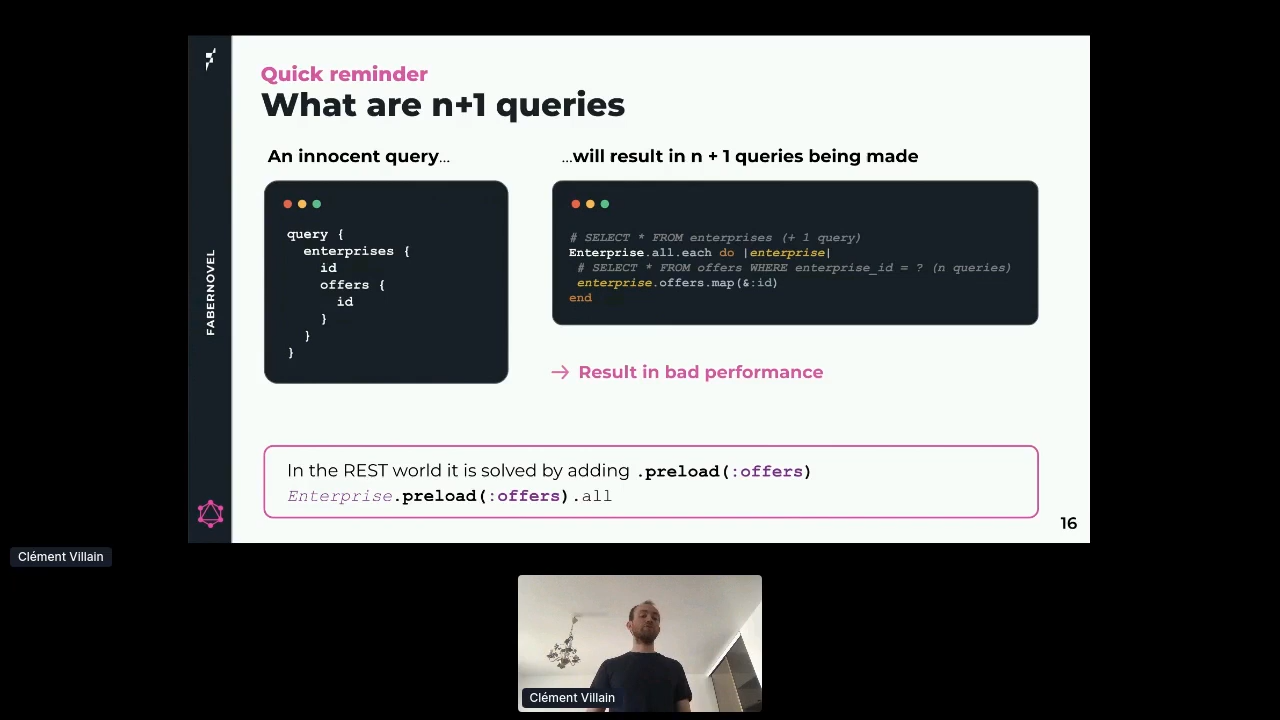 Quick reminder
What are n+1 queries
An innocent query...
...will result in n + 1 queries being made
query {
enterprises {
id
offers {
id
}
}
}
# SELECT * FROM enterprises (+ 1 query)
Enterprise.all.each do |enterprise|
# SELECT * FROM offers WHERE enterprise_id = ? (n queries)
enterprise.offers.map(&:id)
end
→ Result in bad performance
In the REST world it is solved by adding .preload(:offers)
Enterprise.preload(:offers).all
FABERNOVEL
16
Clément Villain
Clément Villain